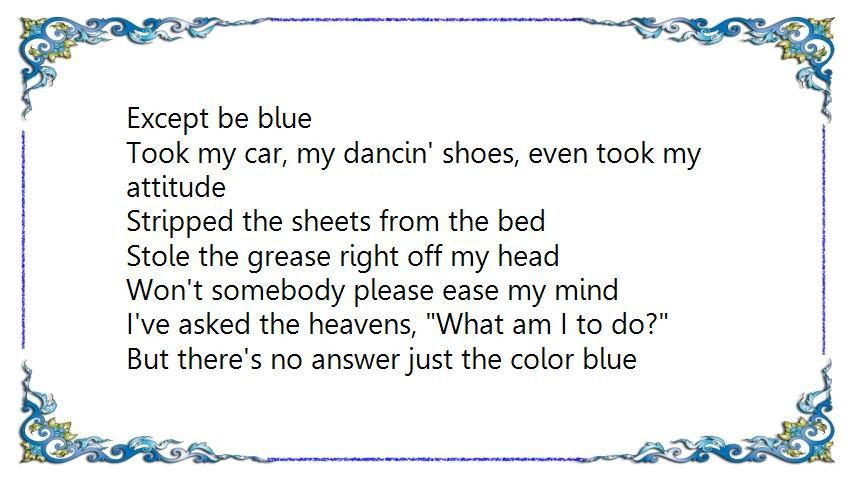 Except be blue
Took my car, my dancin' shoes, even took my
attitude
Stripped the sheets from the bed
Stole the grease right off my head
Won't somebody please ease my mind
I've asked the heavens, "What am I to do?"
But there's no answer just the color blue